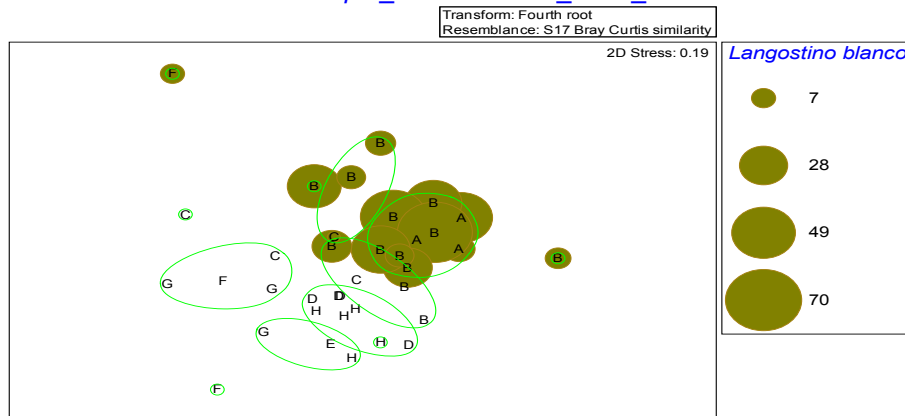 Transform: Fourth root
Resemblance: S17 Bray Curtis similarity
2D Stress: 0.19
Langostino blanco
7
28
49
70
F
B
B B
C
B
B B A
C B A B A
B B
C F C B B
G G C B
D D
H H H B
G E H D
H
F